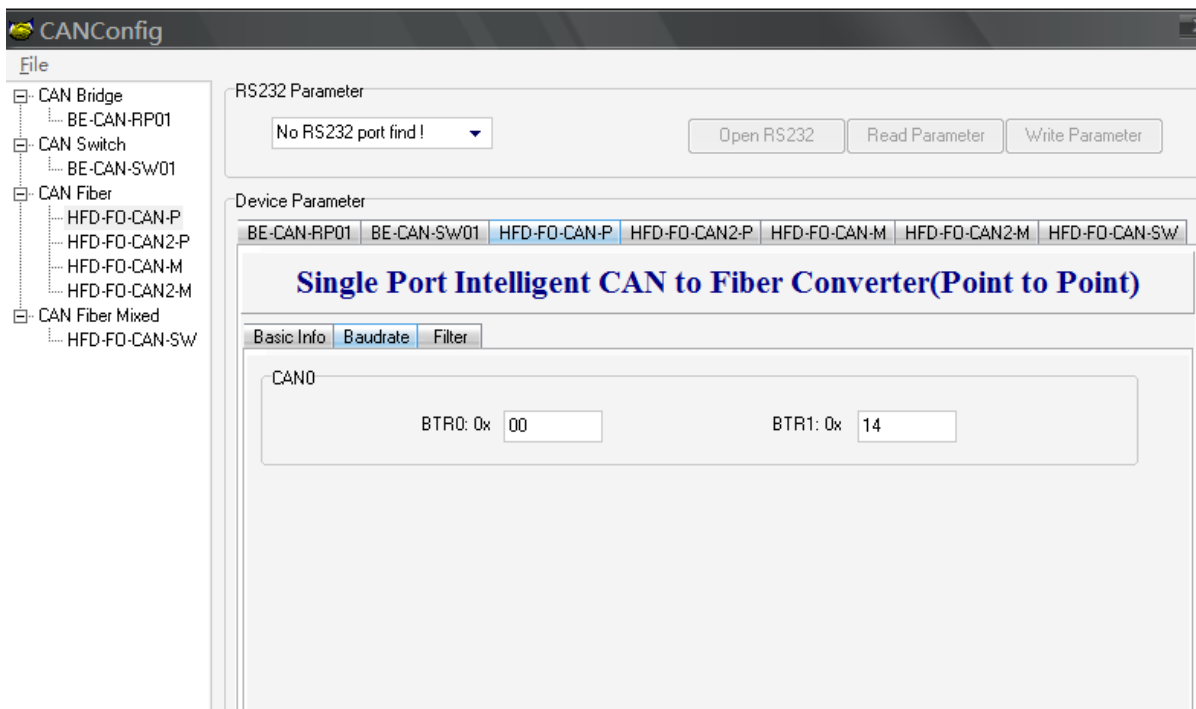 CANConfig
File
CAN Bridge
BE-CAN-RP01
CAN Switch
BE-CAN-SW01
CAN Fiber
HFD-FO-CAN-P
HFD-FO-CAN2-P
HFD-FO-CAN-M
HFD-FO-CAN2-M
CAN Fiber Mixed
HFD-FO-CAN-SW
RS232 Parameter
No RS232 port find ! Open RS232 Read Parameter Write Parameter
Device Parameter
BE-CAN-RP01 BE-CAN-SW01 HFD-FO-CAN-P HFD-FO-CAN2-P HFD-FO-CAN-M HFD-FO-CAN2-M HFD-FO-CAN-SW
Single Port Intelligent CAN to Fiber Converter(Point to Point)
Basic Info Baudrate Filter
CAN0
BTR0: 0x 00 BTR1: 0x 14